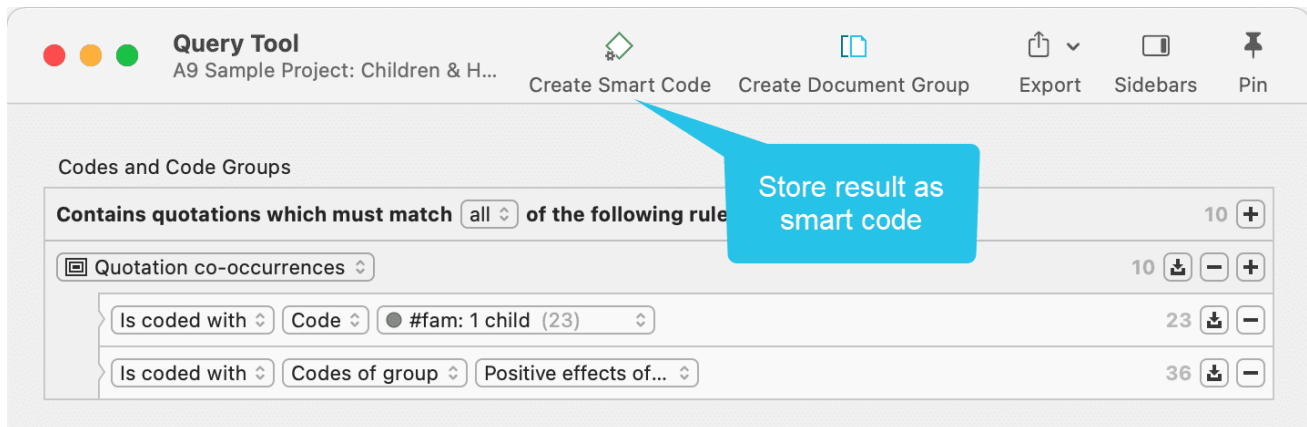 Query Tool
A9 Sample Project: Children & H...
Create Smart Code
Create Document Group
Export
Sidebars
Pin
Store result as
smart code
Codes and Code Groups
Contains quotations which must match all of the following rule
10
Quotation co-occurrences
10
Is coded with Code #fam: 1 child (23)
23
Is coded with Codes of group Positive effects of...
36